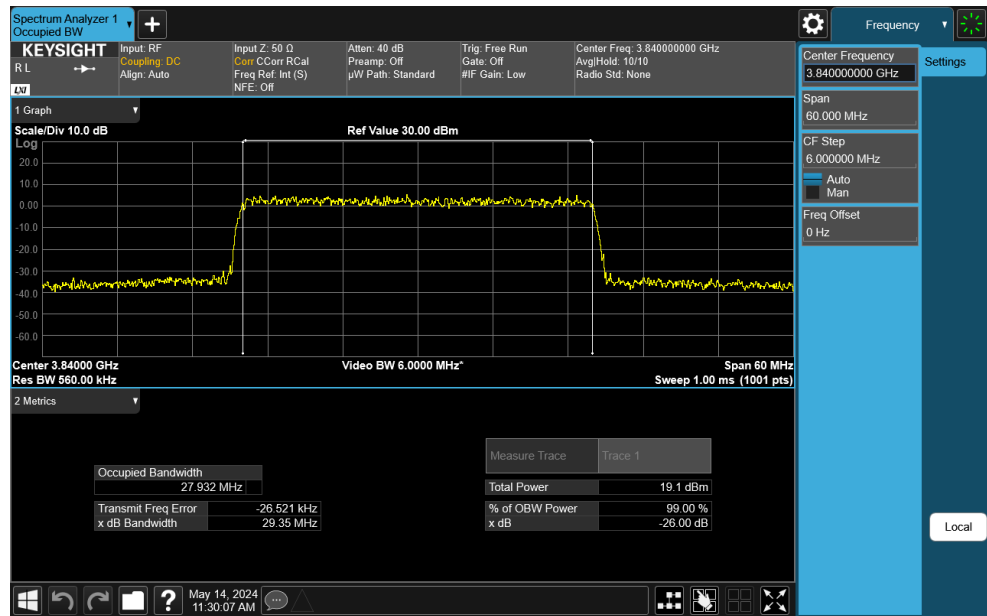 Spectrum Analyzer 1
Occupied BW
Frequency
KEYSIGHT
R L
LXI
Input: RF
Coupling: DC
Align: Auto
Input Z: 50 Ω
Corr CCorr RCal
Freq Ref: Int (S)
NFE: Off
Atten: 40 dB
Preamp: Off
µW Path: Standard
Trig: Free Run
Gate: Off
#IF Gain: Low
Center Freq: 3.840000000 GHz
Avg|Hold: 10/10
Radio Std: None
Center Frequency
3.840000000 GHz
Settings
Span
60.000 MHz
CF Step
6.000000 MHz
Auto
Man
Freq Offset
0 Hz
Local
1 Graph
Scale/Div 10.0 dB
Ref Value 30.00 dBm
Log
20.0
10.0
0.00
-10.0
-20.0
-30.0
-40.0
-50.0
-60.0
Center 3.84000 GHz
Video BW 6.0000 MHz*
Span 60 MHz
Res BW 560.00 kHz
Sweep 1.00 ms (1001 pts)
2 Metrics
Measure Trace Trace 1
Occupied Bandwidth
27.932 MHz
Total Power 19.1 dBm
Transmit Freq Error -26.521 kHz
% of OBW Power 99.00 %
x dB Bandwidth 29.35 MHz
x dB -26.00 dB
May 14, 2024
11:30:07 AM